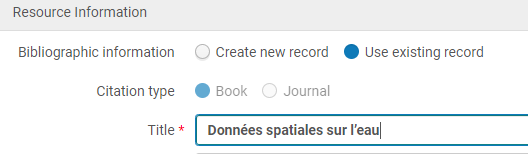 Resource Information
Bibliographic information Create new record Use existing record
Citation type Book Journal
Title * Données spatiales sur l'eau